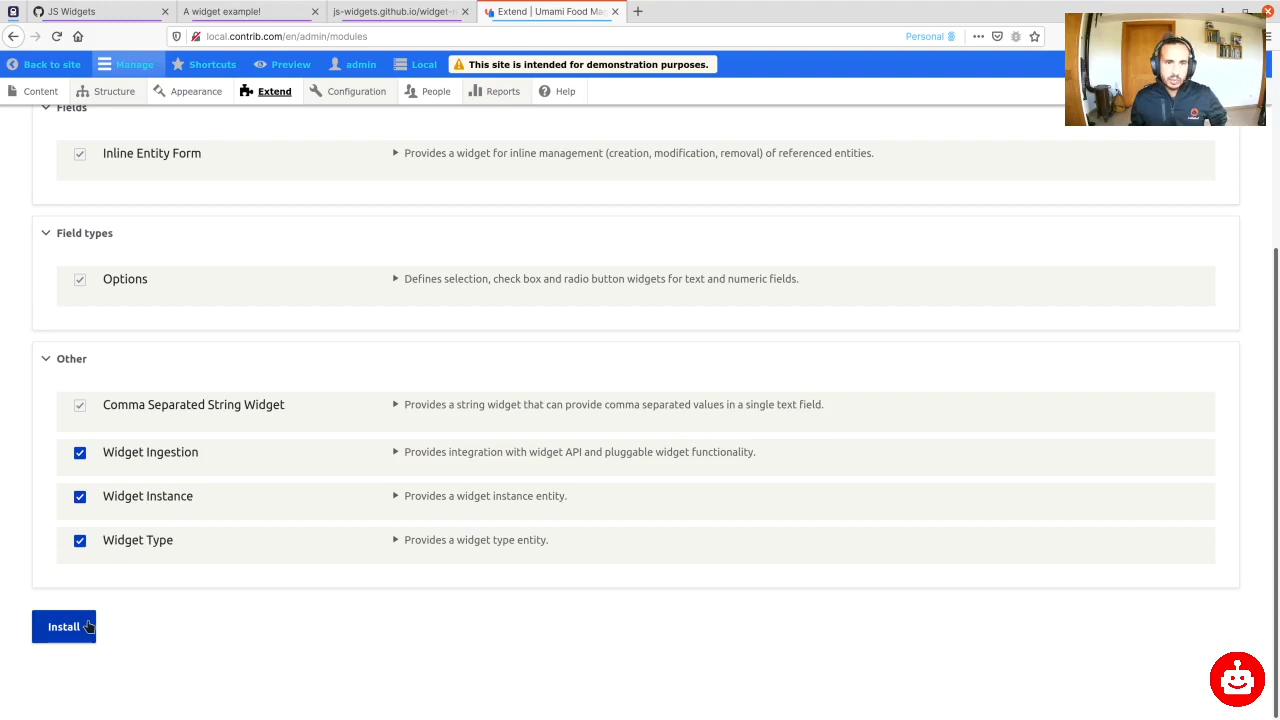 JS Widgets
A widget example!
js-widgets.github.io/widget-r
Extend | Umami Food Ma
local.contrib.com/en/admin/modules
Personal
Back to site
Manage
Shortcuts
Preview
admin
Local
This site is intended for demonstration purposes.
Content
Structure
Appearance
Extend
Configuration
People
Reports
Help
Fields
Inline Entity Form
Provides a widget for inline management (creation, modification, removal) of referenced entities.
Field types
Options
Defines selection, check box and radio button widgets for text and numeric fields.
Other
Comma Separated String Widget
Provides a string widget that can provide comma separated values in a single text field.
Widget Ingestion
Provides integration with widget API and pluggable widget functionality.
Widget Instance
Provides a widget instance entity.
Widget Type
Provides a widget type entity.
Install